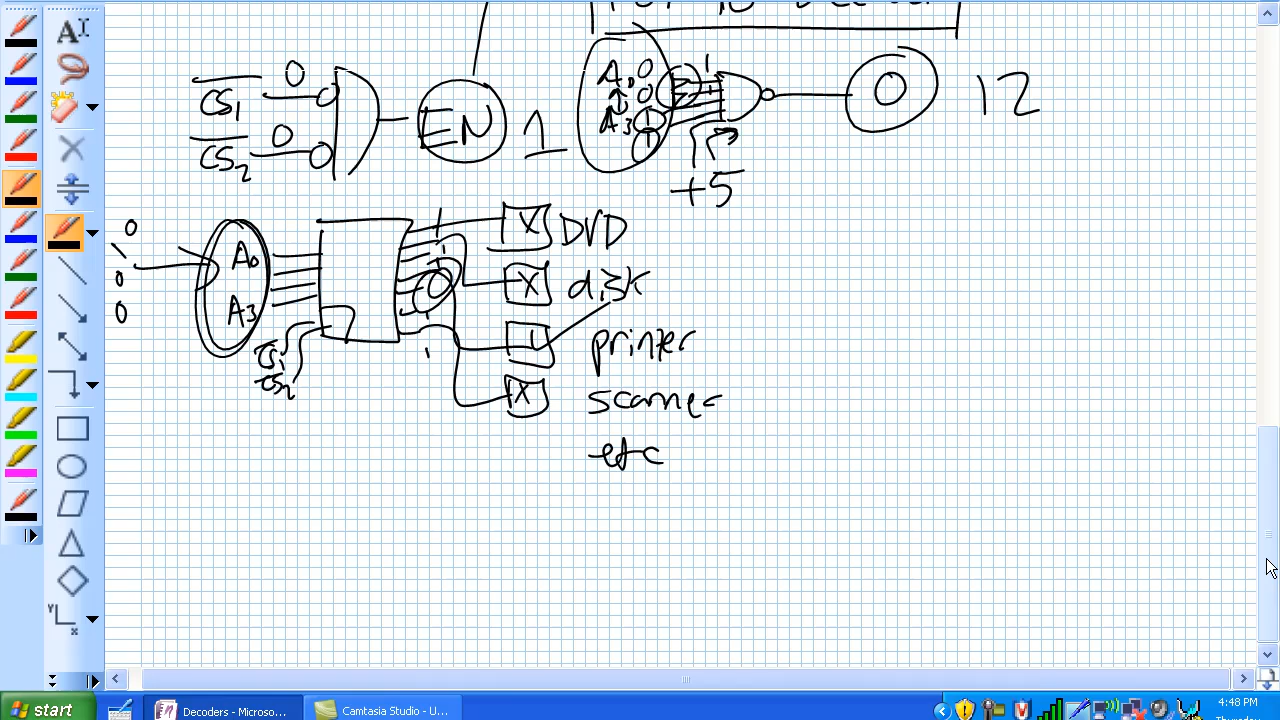 CS1 0
CS2 0
EN 1
A0 0
0
A3 1
1
1
+5
0 12
0
0
0
A0
A3
CS1
CS2
1
X DVD
X disk
printer
X scanner
etc
start
Decoders - Microso...
Camtasia Studio - U...
4:48 PM
Thursday